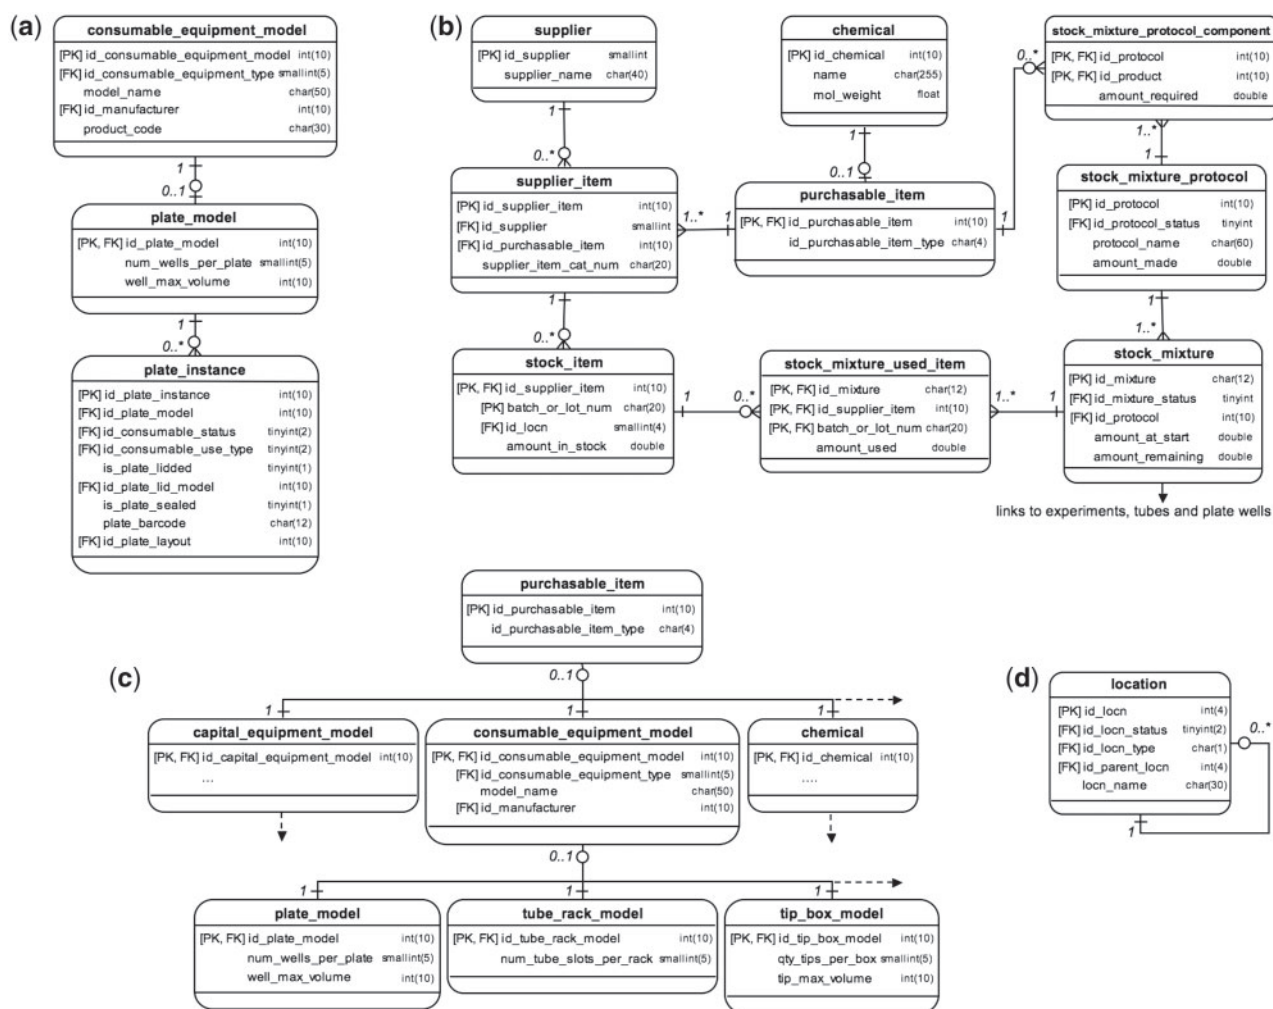 (a)
consumable_equipment_model
[PK] id_consumable_equipment_model int(10)
[FK] id_consumable_equipment_type smallint(5)
model_name char(50)
[FK] id_manufacturer int(10)
product_code char(30)
1
0..1
plate_model
[PK, FK] id_plate_model int(10)
num_wells_per_plate smallint(5)
well_max_volume int(10)
1
0..*
plate_instance
[PK] id_plate_instance int(10)
[FK] id_plate_model int(10)
[FK] id_consumable_status tinyint(2)
[FK] id_consumable_use_type tinyint(2)
is_plate_lidded tinyint(1)
[FK] id_plate_lid_model int(10)
is_plate_sealed tinyint(1)
plate_barcode char(12)
[FK] id_plate_layout int(10)
(b)
supplier
[PK] id_supplier smallint
supplier_name char(40)
1
0..*
chemical
[PK] id_chemical int(10)
name char(255)
mol_weight float
1
0..1
stock_mixture_protocol_component
[PK, FK] id_protocol int(10)
[PK, FK] id_product int(10)
amount_required double
0..*
1..*
1
supplier_item
[PK] id_supplier_item int(10)
[FK] id_supplier smallint
[FK] id_purchasable_item int(10)
supplier_item_cat_num char(20)
1..*
1
purchasable_item
[PK, FK] id_purchasable_item int(10)
id_purchasable_item_type char(4)
1
stock_mixture_protocol
[PK] id_protocol int(10)
[FK] id_protocol_status tinyint
protocol_name char(60)
amount_made double
1
0..*
1
1..*
stock_item
[PK, FK] id_supplier_item int(10)
[PK] batch_or_lot_num char(20)
[FK] id_locn smallint(4)
amount_in_stock double
1
0..*
stock_mixture_used_item
[PK, FK] id_mixture char(12)
[PK, FK] id_supplier_item int(10)
[PK, FK] batch_or_lot_num char(20)
amount_used double
1..*
1
stock_mixture
[PK] id_mixture char(12)
[FK] id_mixture_status tinyint
[FK] id_protocol int(10)
amount_at_start double
amount_remaining double
links to experiments, tubes and plate wells
(c)
purchasable_item
[PK] id_purchasable_item int(10)
id_purchasable_item_type char(4)
0..1
1
1
1
capital_equipment_model
[PK, FK] id_capital_equipment_model int(10)
...
consumable_equipment_model
[PK, FK] id_consumable_equipment_model int(10)
[FK] id_consumable_equipment_type smallint(5)
model_name char(50)
[FK] id_manufacturer int(10)
chemical
[PK, FK] id_chemical int(10)
....
0..1
1
1
1
plate_model
[PK, FK] id_plate_model int(10)
num_wells_per_plate smallint(5)
well_max_volume int(10)
tube_rack_model
[PK, FK] id_tube_rack_model int(10)
num_tube_slots_per_rack smallint(5)
tip_box_model
[PK, FK] id_tip_box_model int(10)
qty_tips_per_box smallint(5)
tip_max_volume int(10)
(d)
location
[PK] id_locn int(4)
[FK] id_locn_status tinyint(2)
[FK] id_locn_type char(1)
[FK] id_parent_locn int(4)
locn_name char(30)
0..*
1